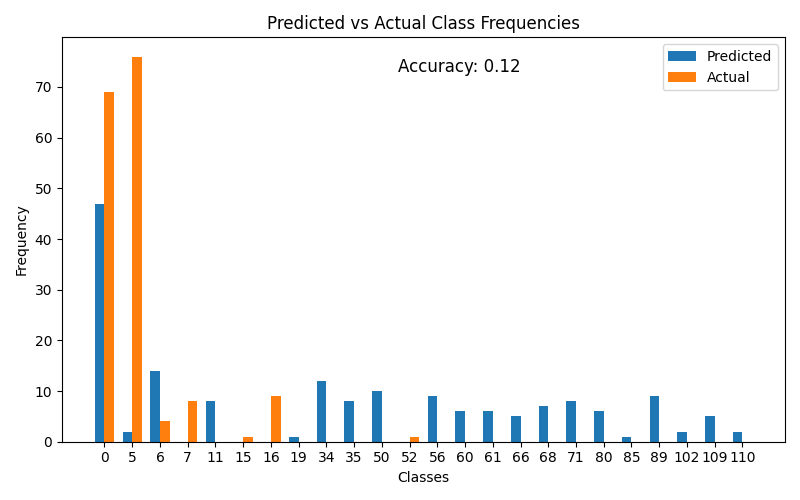 Predicted vs Actual Class Frequencies
Accuracy: 0.12
Predicted
Actual
Frequency
70
60
50
40
30
20
10
0
0 5 6 7 11 15 16 19 34 35 50 52 56 60 61 66 68 71 80 85 89 102 109 110
Classes